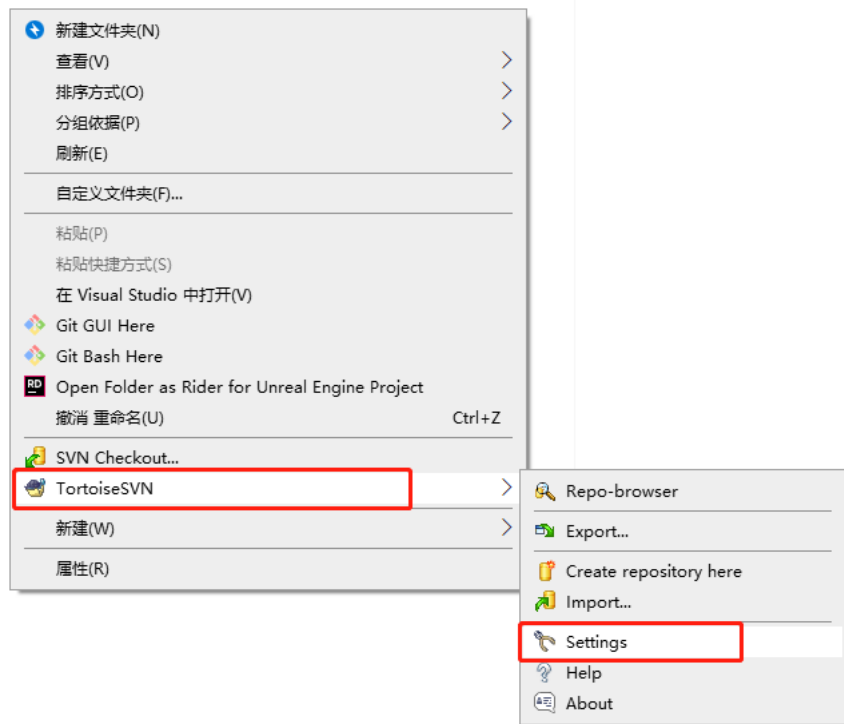 新建文件夹(N)
查看(V)
排序方式(O)
分组依据(P)
刷新(E)
自定义文件夹(F)...
粘贴(P)
粘贴快捷方式(S)
在 Visual Studio 中打开(V)
Git GUI Here
Git Bash Here
RD Open Folder as Rider for Unreal Engine Project
撤消 重命名(U) Ctrl+Z
SVN Checkout...
TortoiseSVN
新建(W)
属性(R)
Repo-browser
Export...
Create repository here
Import...
Settings
Help
About